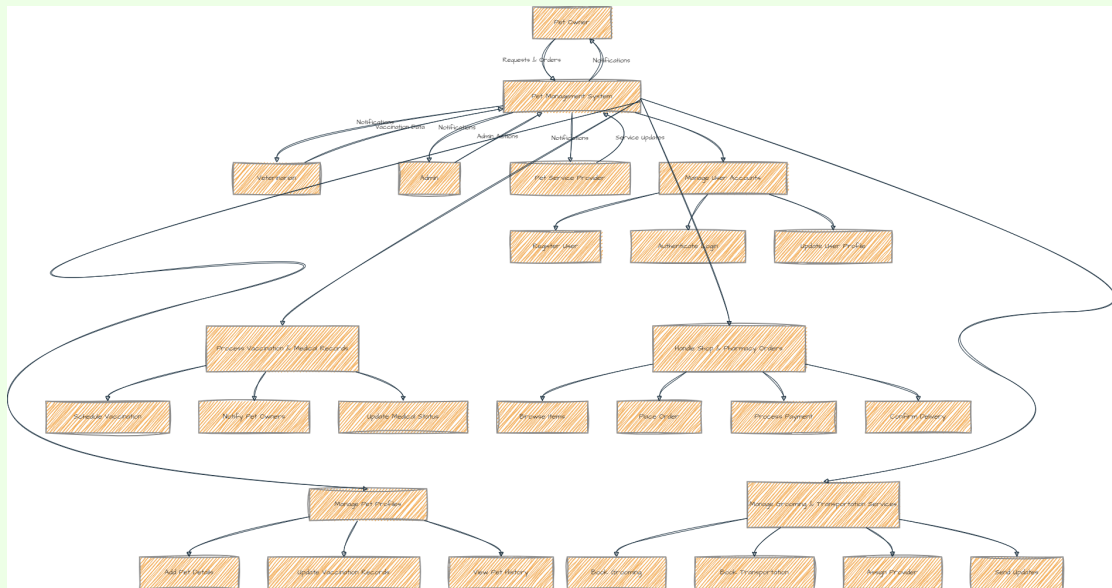 Pet Owner
Requests & Orders
Notifications
Pet Management System
Notifications
Vaccination Data
Notifications
Admin Actions
Notifications
Service Updates
Veterinarian
Admin
Pet Service Provider
Manage User Accounts
Register User
Authenticate Login
Update User Profile
Process Vaccination & Medical Records
Handle Shop & Pharmacy Orders
Schedule Vaccination
Notify Pet Owners
Update Medical Status
Browse Items
Place Order
Process Payment
Confirm Delivery
Manage Pet Profiles
Manage Grooming & Transportation Services
Add Pet Details
Update Vaccination Records
View Pet History
Book Grooming
Book Transportation
Assign Provider
Send Updates